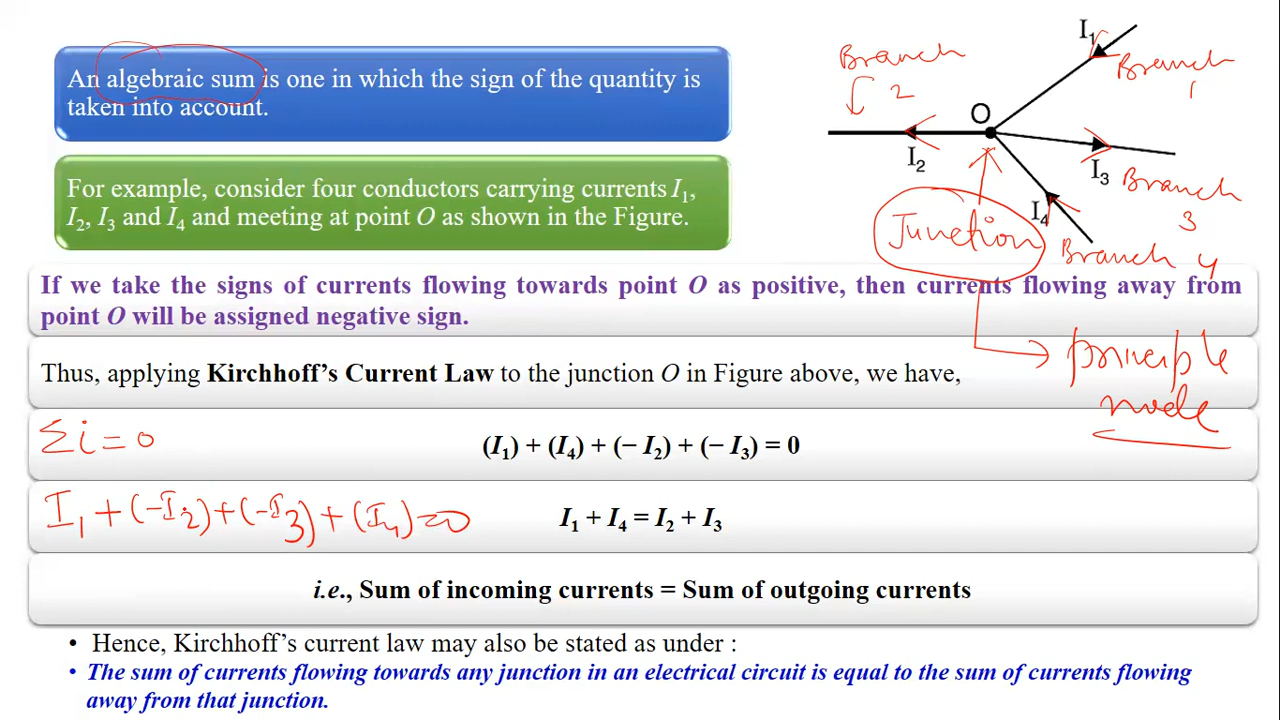 An algebraic sum is one in which the sign of the quantity is
taken into account.
For example, consider four conductors carrying currents I₁,
I₂, I₃ and I₄ and meeting at point O as shown in the Figure.
I₁
Branch
1
Branch
2
O
I₂
I₃
Branch
3
I₄
Junction
Branch 4
If we take the signs of currents flowing towards point O as positive, then currents flowing away from
point O will be assigned negative sign.
Thus, applying Kirchhoff's Current Law to the junction O in Figure above, we have,
principle
node
Σi = 0
(I₁) + (I₄) + (− I₂) + (− I₃) = 0
I₁ + (-I₂) + (-I₃) + (I₄) = 0
I₁ + I₄ = I₂ + I₃
i.e., Sum of incoming currents = Sum of outgoing currents
• Hence, Kirchhoff's current law may also be stated as under :
• The sum of currents flowing towards any junction in an electrical circuit is equal to the sum of currents flowing
away from that junction.